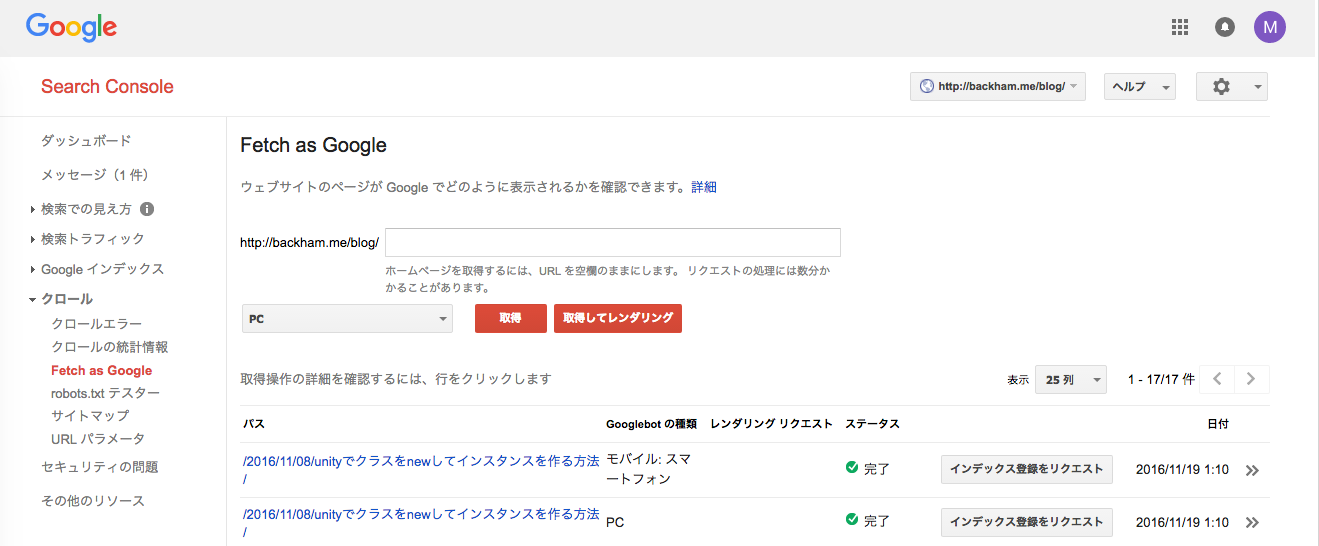 Google
M
Search Console
http://backham.me/blog/
ヘルプ
ダッシュボード
メッセージ（1 件）
検索での見え方
検索トラフィック
Google インデックス
クロール
クロールエラー
クロールの統計情報
Fetch as Google
robots.txt テスター
サイトマップ
URL パラメータ
セキュリティの問題
その他のリソース
Fetch as Google
ウェブサイトのページが Google でどのように表示されるかを確認できます。詳細
http://backham.me/blog/
ホームページを取得するには、URL を空欄のままにします。 リクエストの処理には数分か
かることがあります。
PC
取得
取得してレンダリング
取得操作の詳細を確認するには、行をクリックします
表示
25 列
1 - 17/17 件
パス
Googlebot の種類
レンダリング リクエスト
ステータス
日付
/2016/11/08/unityでクラスをnewしてインスタンスを作る方法
/
モバイル: スマ
ートフォン
完了
インデックス登録をリクエスト
2016/11/19 1:10
/2016/11/08/unityでクラスをnewしてインスタンスを作る方法
/
PC
完了
インデックス登録をリクエスト
2016/11/19 1:10